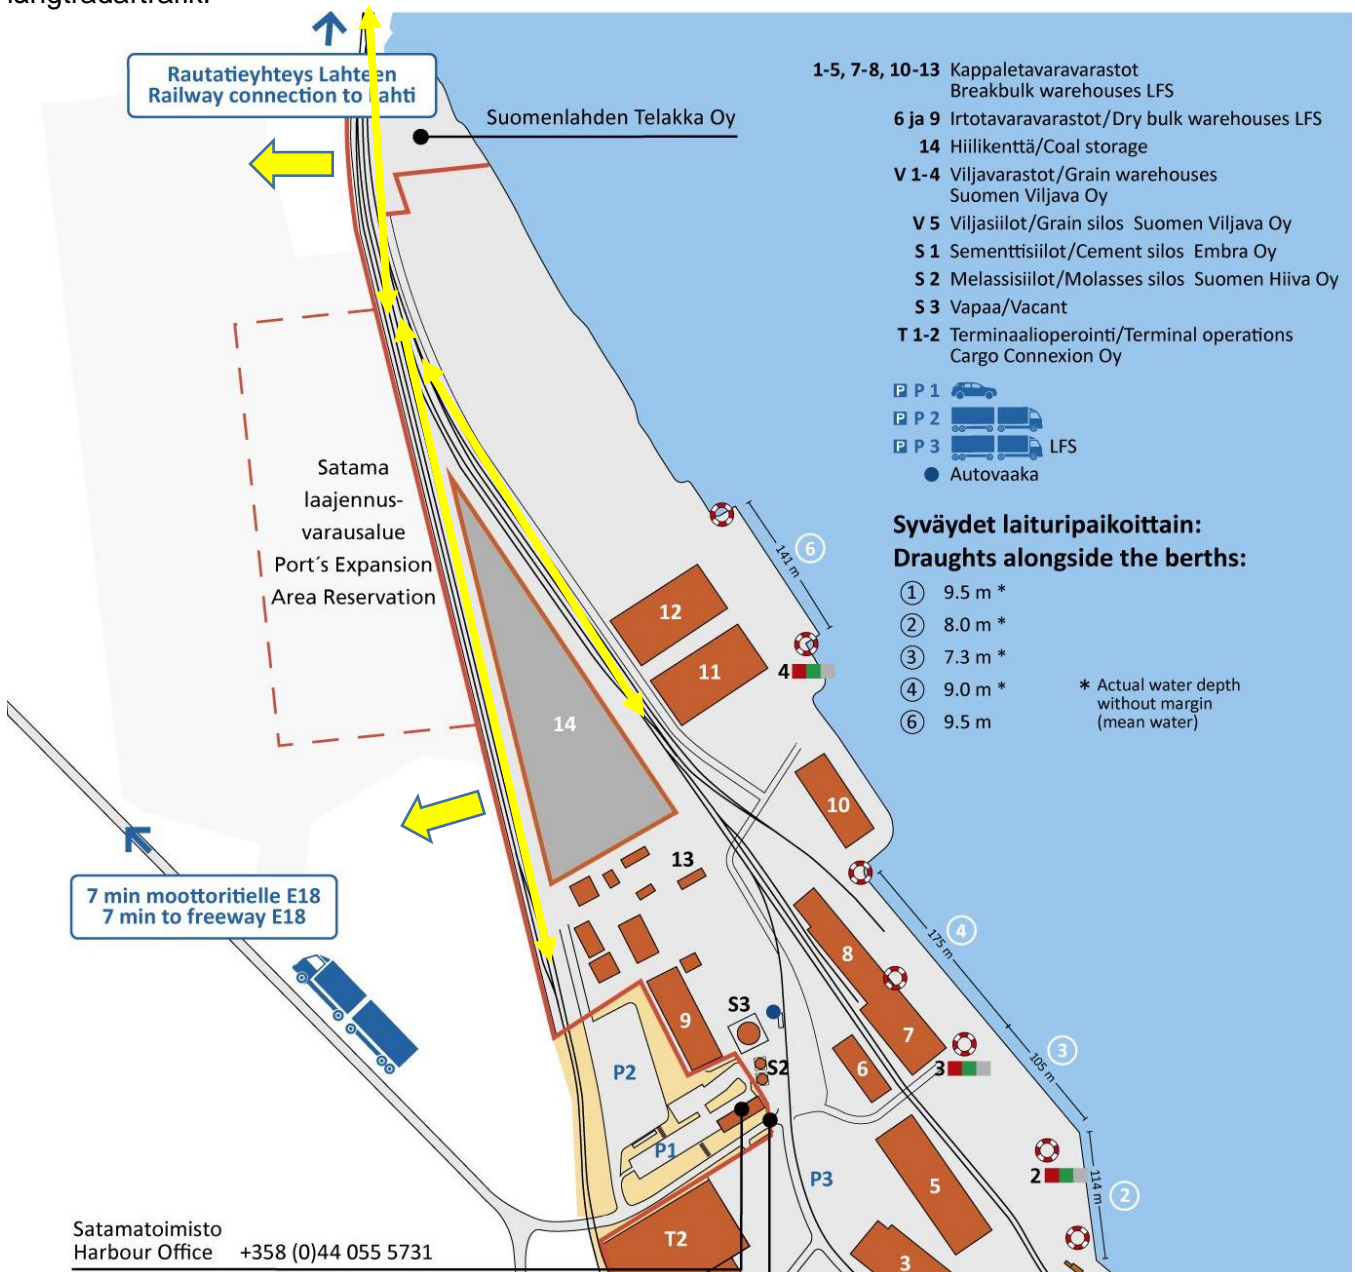 långtradartrafik.
Rautatieyhteys Lahteen
Railway connection to Lahti
Suomenlahden Telakka Oy
1-5, 7-8, 10-13 Kappaletavaravarastot
Breakbulk warehouses LFS
6 ja 9 Irtotavaravarastot/Dry bulk warehouses LFS
14 Hiilikenttä/Coal storage
V 1-4 Viljavarastot/Grain warehouses
Suomen Viljava Oy
V 5 Viljasiilot/Grain silos Suomen Viljava Oy
S 1 Sementtisiilot/Cement silos Embra Oy
S 2 Melassisiilot/Molasses silos Suomen Hiiva Oy
S 3 Vapaa/Vacant
T 1-2 Terminaalioperointi/Terminal operations
Cargo Connexion Oy
P P 1
P P 2
P P 3 LFS
Autovaaka
Syväydet laituripaikoittain:
Draughts alongside the berths:
1 9.5 m *
2 8.0 m *
3 7.3 m *
4 9.0 m *
6 9.5 m
* Actual water depth
without margin
(mean water)
Satama
laajennus-
varausalue
Port´s Expansion
Area Reservation
141 m
6
12
11
4
14
10
13
7 min moottoritielle E18
7 min to freeway E18
8
175 m
4
S3
9
7
P2
S2
6
3
105 m
3
P1
P3
5
2
114 m
2
T2
3
Satamatoimisto
Harbour Office +358 (0)44 055 5731